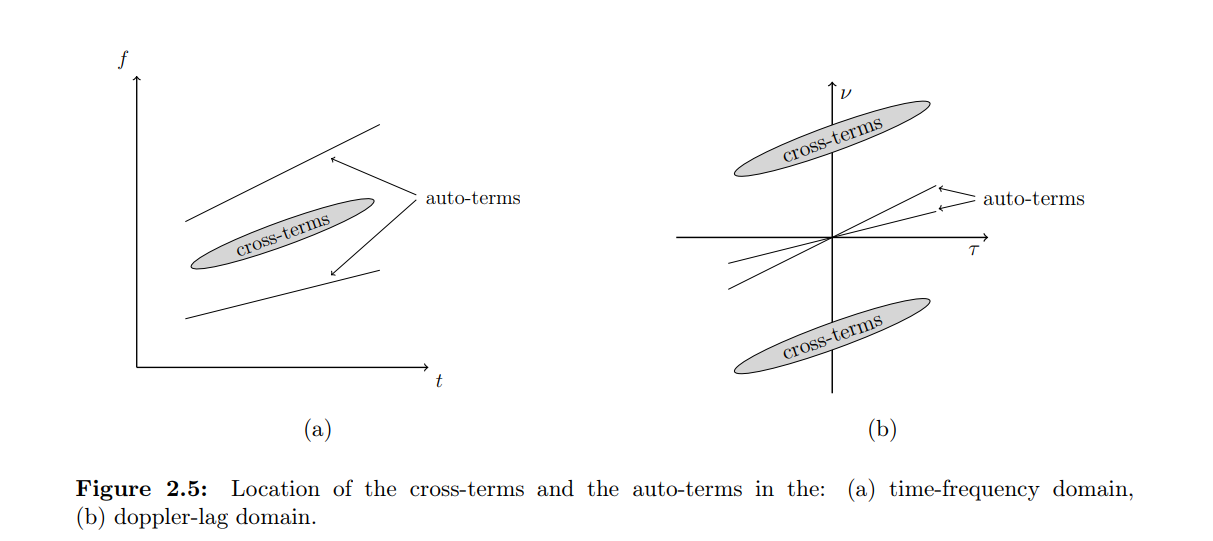 f
auto-terms
cross-terms
t
(a)
ν
cross-terms
auto-terms
τ
cross-terms
(b)
Figure 2.5: Location of the cross-terms and the auto-terms in the: (a) time-frequency domain,
(b) doppler-lag domain.